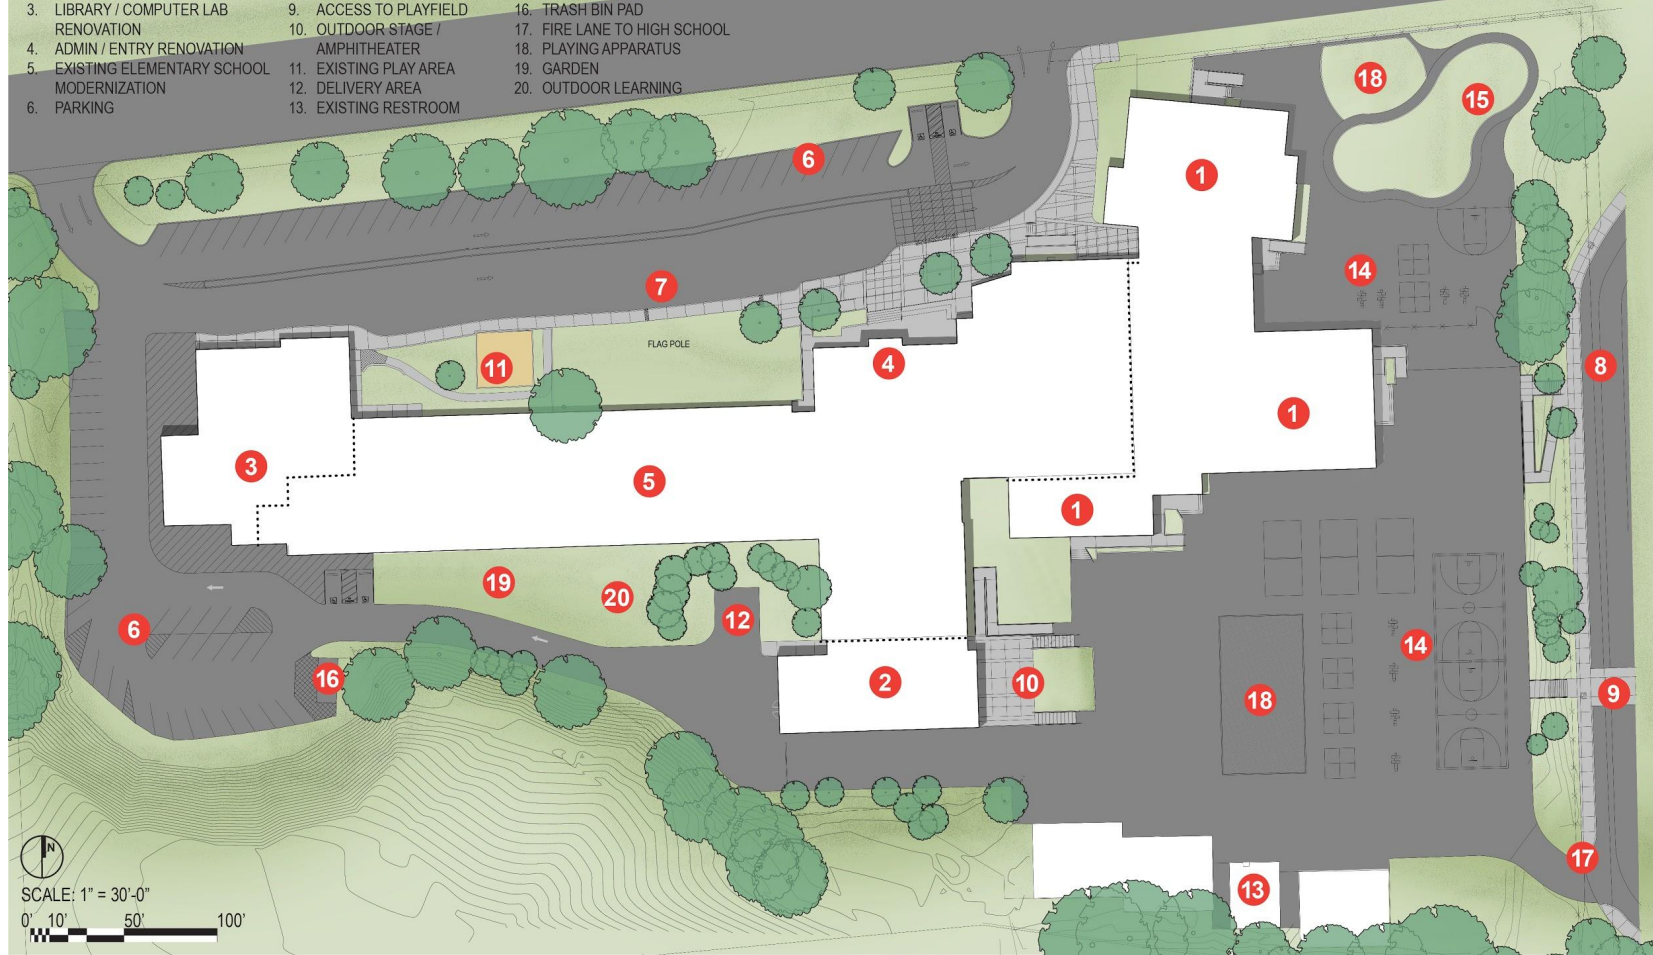 3. LIBRARY / COMPUTER LAB
RENOVATION
4. ADMIN / ENTRY RENOVATION
5. EXISTING ELEMENTARY SCHOOL
MODERNIZATION
6. PARKING
9. ACCESS TO PLAYFIELD
10. OUTDOOR STAGE /
AMPHITHEATER
11. EXISTING PLAY AREA
12. DELIVERY AREA
13. EXISTING RESTROOM
16. TRASH BIN PAD
17. FIRE LANE TO HIGH SCHOOL
18. PLAYING APPARATUS
19. GARDEN
20. OUTDOOR LEARNING
18
15
6
1
14
7
FLAG POLE
4
11
8
1
3
5
1
19
20
12
6
14
16
2
10
18
9
17
13
N
SCALE: 1" = 30'-0"
0' 10' 50' 100'